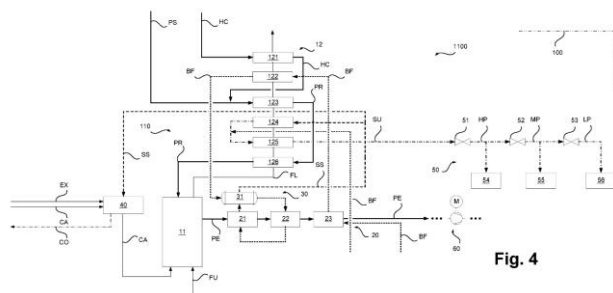 PS
HC
12
1100
100
121
HC
BF
122
BF
PR
123
124
110
SU
51
HP
52
MP
53
LP
125
SS
PR
126
SS
50
FL
54
55
56
EX
31
30
BF
40
CA
PE
M
CO
11
21
22
23
PE
20
60
CA
BF
FU
Fig. 4